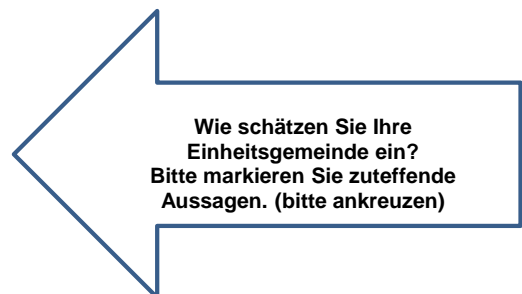 Wie schätzen Sie Ihre
Einheitsgemeinde ein?
Bitte markieren Sie zuteffende
Aussagen. (bitte ankreuzen)